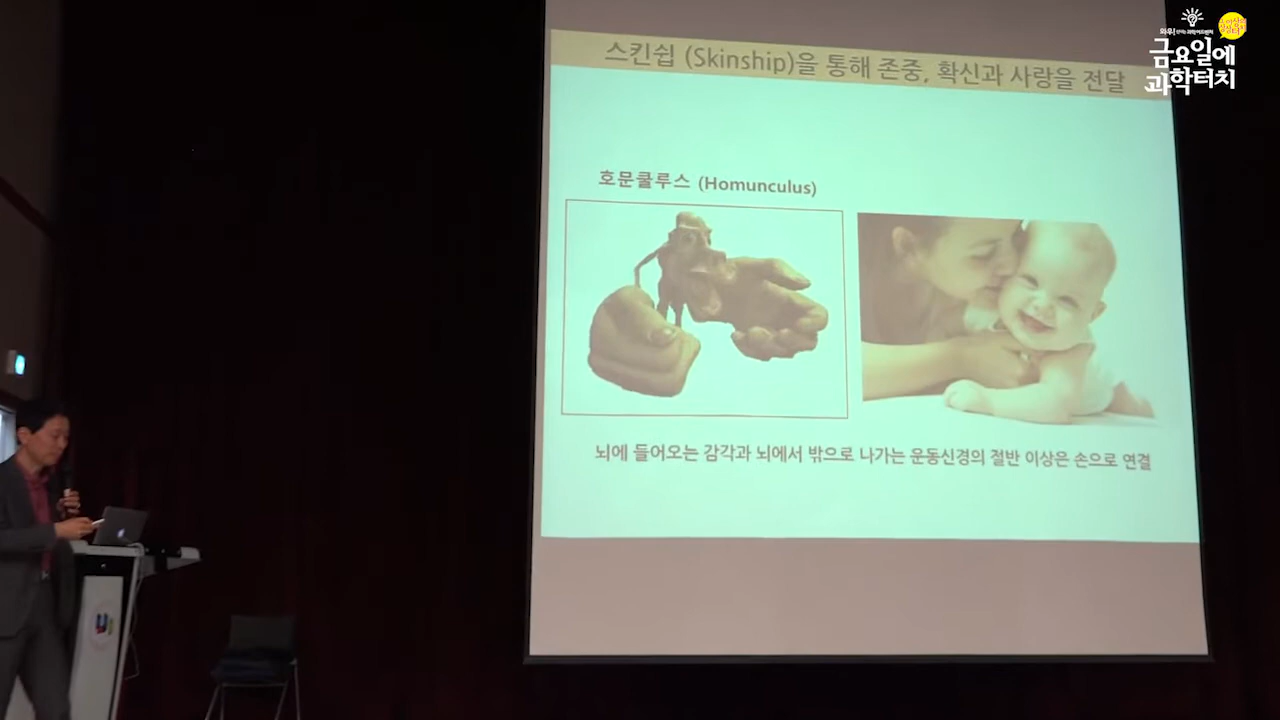 금요일에
과학터치
스킨쉽 (Skinship)을 통해 존중, 확신과 사랑을 전달
호문쿨루스 (Homunculus)
뇌에 들어오는 감각과 뇌에서 밖으로 나가는 운동신경의 절반 이상은 손으로 연결